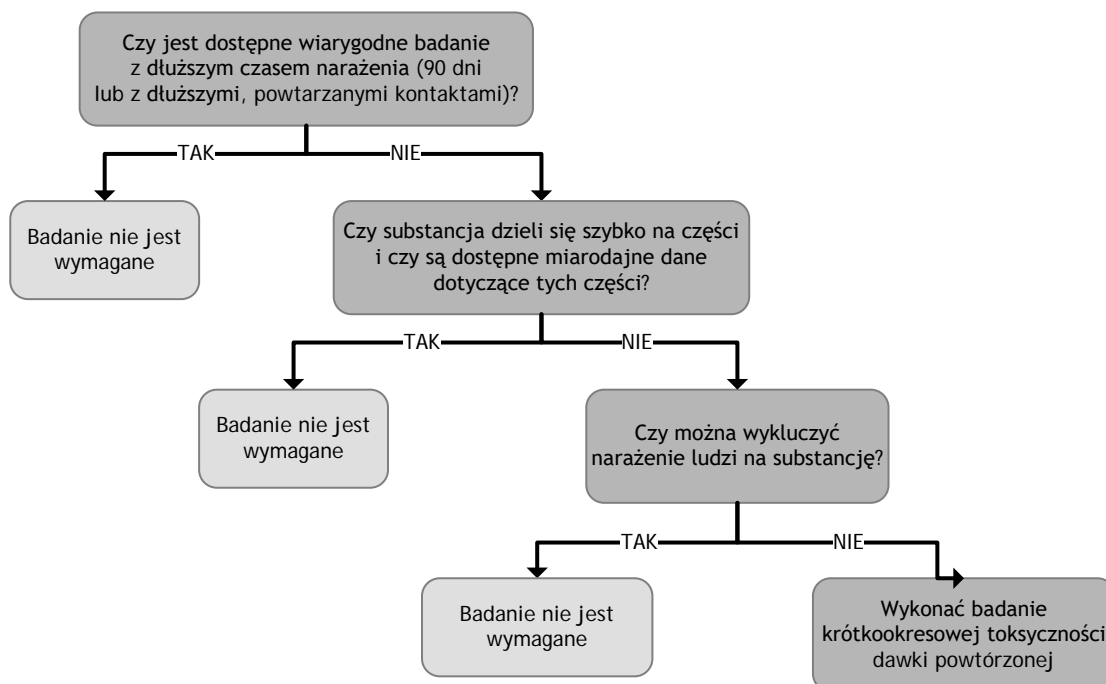 Czy jest dostępne wiarygodne badanie
z dłuższym czasem narażenia (90 dni
lub z dłuższymi, powtarzanymi kontaktami)?
TAK
NIE
Badanie nie jest
wymagane
Czy substancja dzieli się szybko na części
i czy są dostępne miarodajne dane
dotyczące tych części?
TAK
NIE
Badanie nie jest
wymagane
Czy można wykluczyć
narażenie ludzi na substancję?
TAK
NIE
Badanie nie jest
wymagane
Wykonać badanie
krótkookresowej toksyczności
dawki powtórzonej